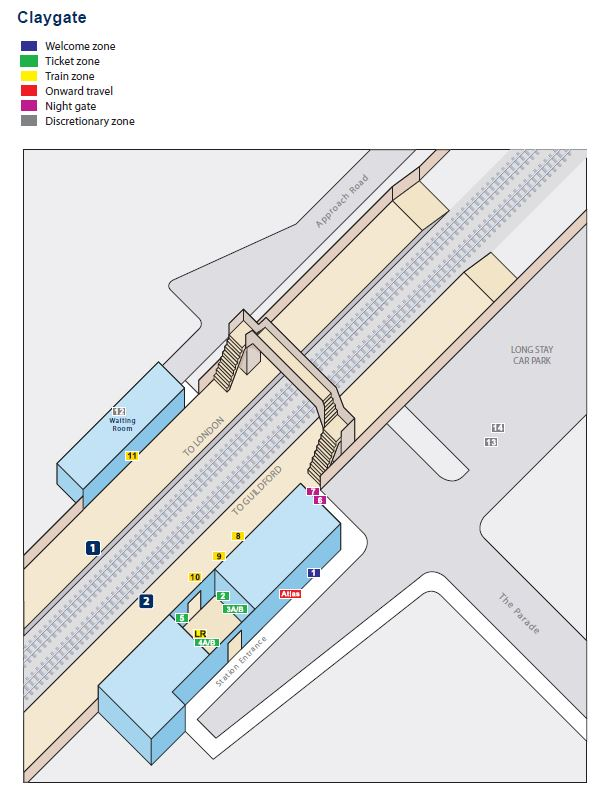 Claygate
Welcome zone
Ticket zone
Train zone
Onward travel
Night gate
Discretionary zone
Approach Road
LONG STAY
CAR PARK
12
Waiting
Room
11
TO LONDON
14
13
TO GUILDFORD
7
6
8
1
9
1
10
2
Atlas
2
3A/B
5
LR
4A/B
Station Entrance
The Parade